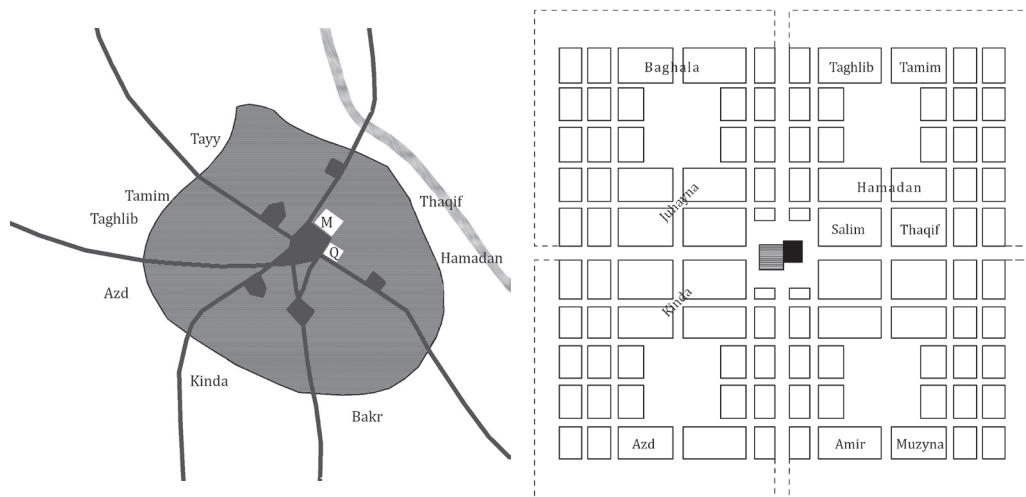 Tayy
Tamim
Taghlib
Azd
Kinda
Bakr
Thaqif
Hamadan
M
Q
Baghala
Taghlib
Tamim
Juhayna
Hamadan
Salim
Thaqif
Kinda
Azd
Amir
Muzyna